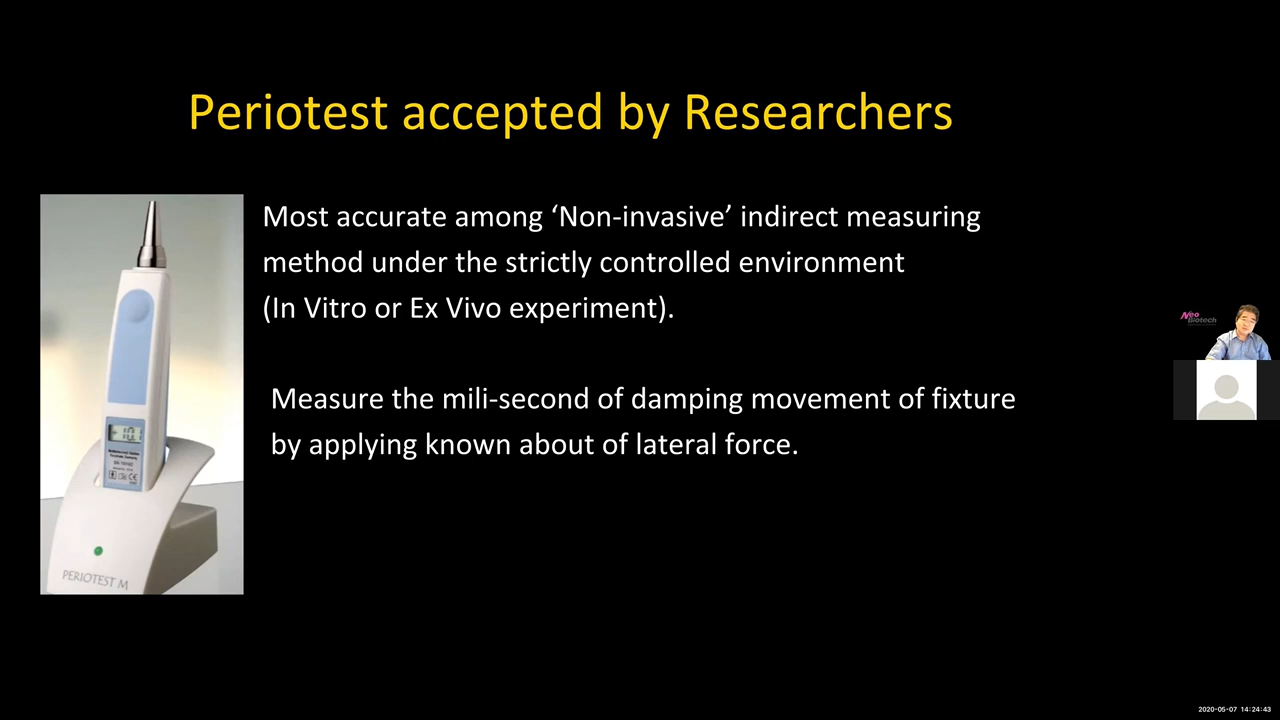 Periotest accepted by Researchers
Most accurate among ‘Non-invasive’ indirect measuring
method under the strictly controlled environment
(In Vitro or Ex Vivo experiment).
Measure the mili-second of damping movement of fixture
by applying known about of lateral force.
PERIOTEST M
Neo
Biotech
2020-05-07 14:24:43